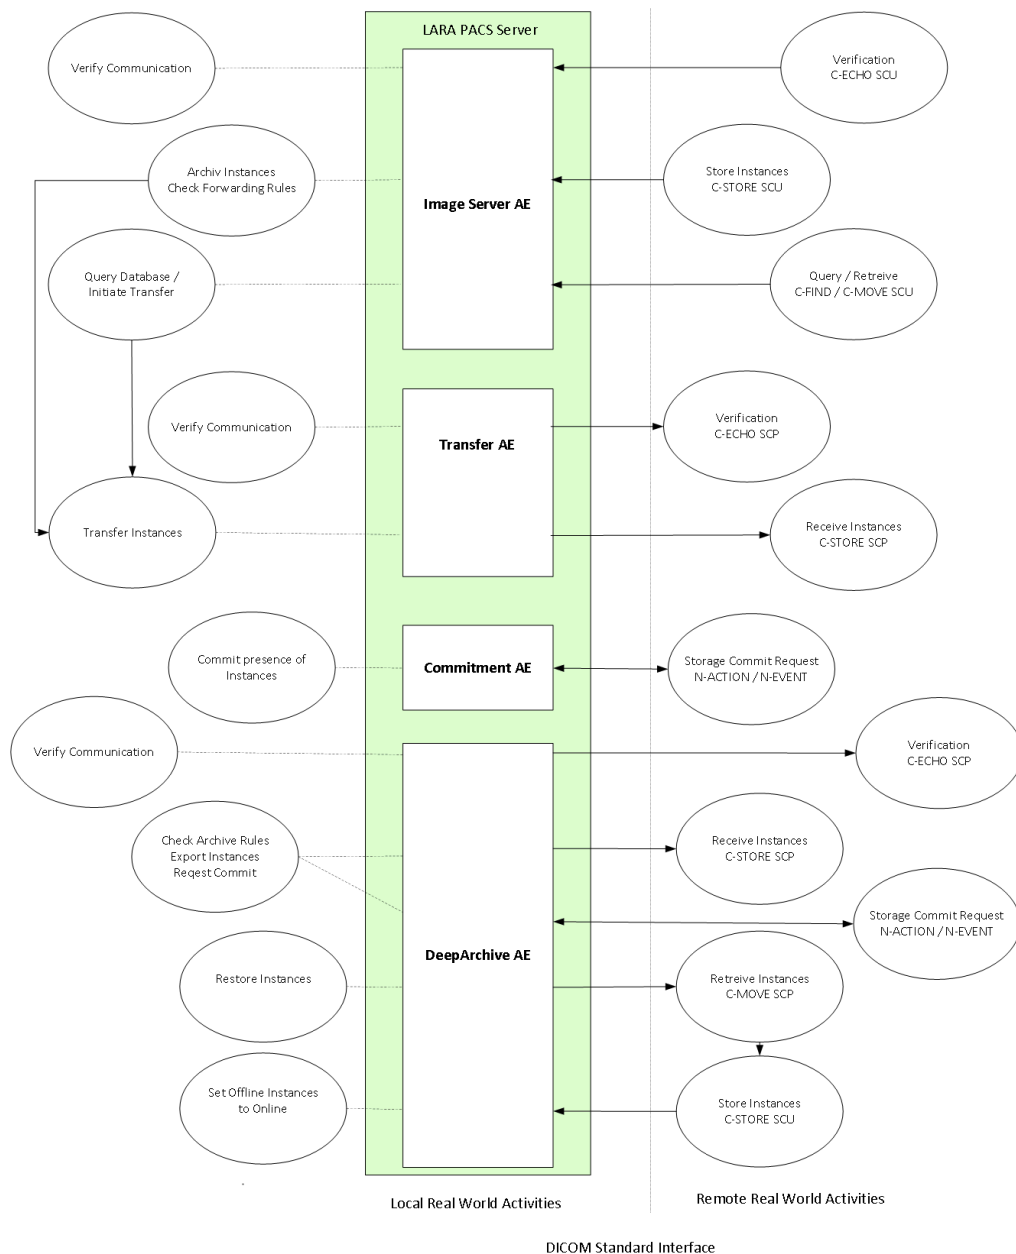 LARA PACS Server
Verify Communication
Verification
C-ECHO SCU
Archiv Instances
Check Forwarding Rules
Store Instances
C-STORE SCU
Image Server AE
Query Database /
Initiate Transfer
Query / Retreive
C-FIND / C-MOVE SCU
Verify Communication
Transfer AE
Verification
C-ECHO SCP
Transfer Instances
Receive Instances
C-STORE SCP
Commit presence of
Instances
Commitment AE
Storage Commit Request
N-ACTION / N-EVENT
Verify Communication
Verification
C-ECHO SCP
Check Archive Rules
Export Instances
Reqest Commit
Receive Instances
C-STORE SCP
Storage Commit Request
N-ACTION / N-EVENT
DeepArchive AE
Restore Instances
Retreive Instances
C-MOVE SCP
Set Offline Instances
to Online
Store Instances
C-STORE SCU
Local Real World Activities
Remote Real World Activities
DICOM Standard Interface